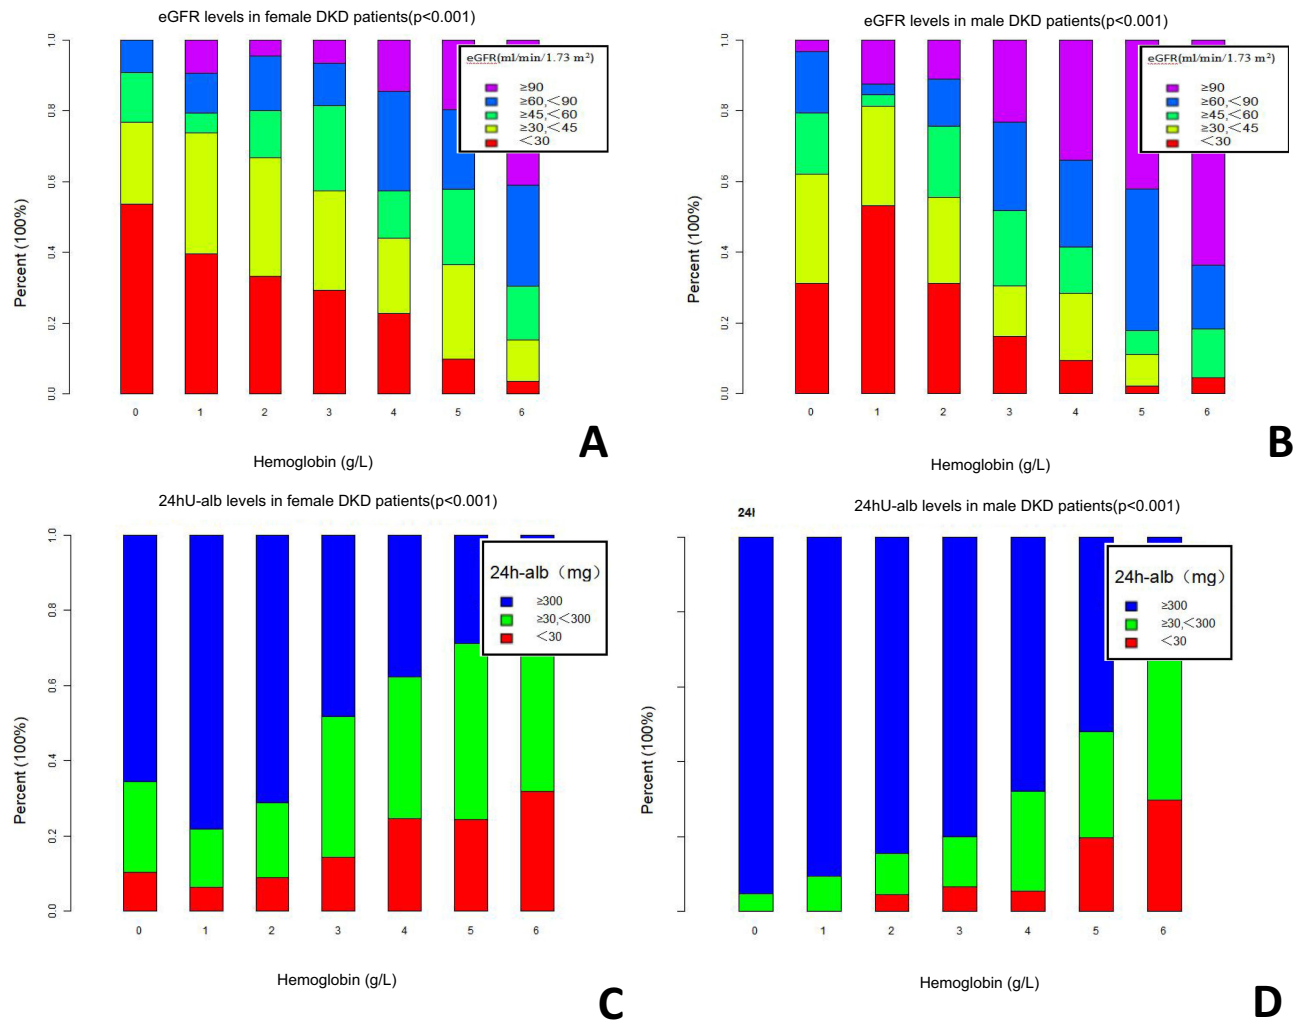 eGFR levels in female DKD patients(p<0.001)
1.0
0.8
0.6
0.4
0.2
0.0
Percent (100%)
eGFR(ml/min/1.73 m²)
≥90
≥60,<90
≥45,<60
≥30,<45
<30
0 1 2 3 4 5 6
Hemoglobin (g/L)
A
eGFR levels in male DKD patients(p<0.001)
1.0
0.8
0.6
0.4
0.2
0.0
Percent (100%)
eGFR(ml/min/1.73 m²)
≥90
≥60,<90
≥45,<60
≥30,<45
<30
0 1 2 3 4 5 6
Hemoglobin (g/L)
B
24hU-alb levels in female DKD patients(p<0.001)
1.0
0.8
0.6
0.4
0.2
0.0
Percent (100%)
24h-alb（mg）
≥300
≥30,<300
<30
0 1 2 3 4 5 6
Hemoglobin (g/L)
C
24hU-alb levels in male DKD patients(p<0.001)
Percent (100%)
24h-alb（mg）
≥300
≥30,<300
<30
0 1 2 3 4 5 6
Hemoglobin (g/L)
D